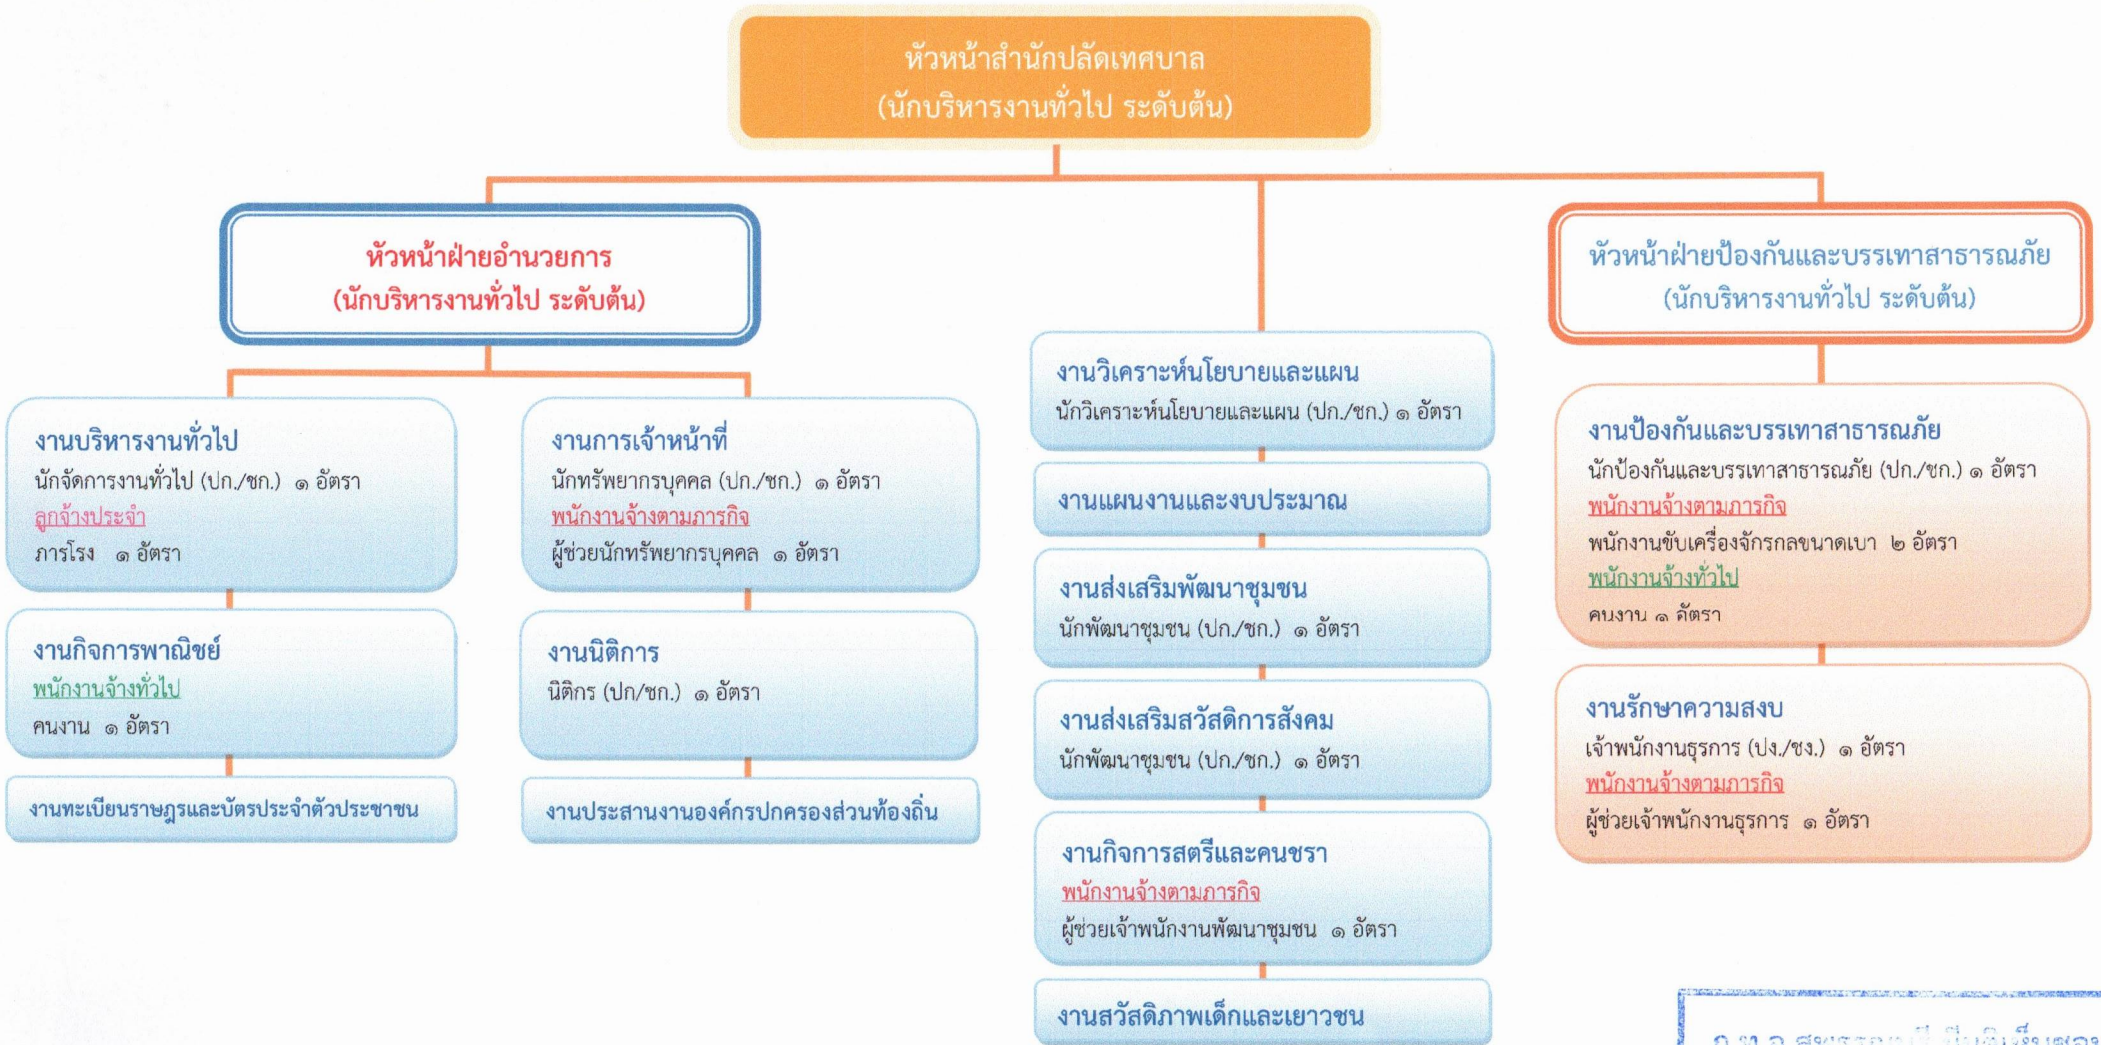 หัวหน้าสำนักปลัดเทศบาล
(นักบริหารงานทั่วไป ระดับต้น)
หัวหน้าฝ่ายอำนวยการ
(นักบริหารงานทั่วไป ระดับต้น)
งานบริหารงานทั่วไป
นักจัดการงานทั่วไป (ปก./ชก.) ๑ อัตรา
ลูกจ้างประจำ
ภารโรง ๑ อัตรา
งานกิจการพาณิชย์
พนักงานจ้างทั่วไป
คนงาน ๑ อัตรา
งานทะเบียนราษฎรและบัตรประจำตัวประชาชน
งานการเจ้าหน้าที่
นักทรัพยากรบุคคล (ปก./ชก.) ๑ อัตรา
พนักงานจ้างตามภารกิจ
ผู้ช่วยนักทรัพยากรบุคคล ๑ อัตรา
งานนิติการ
นิติกร (ปก/ชก.) ๑ อัตรา
งานประสานงานองค์กรปกครองส่วนท้องถิ่น
งานวิเคราะห์นโยบายและแผน
นักวิเคราะห์นโยบายและแผน (ปก./ชก.) ๑ อัตรา
งานแผนงานและงบประมาณ
งานส่งเสริมพัฒนาชุมชน
นักพัฒนาชุมชน (ปก./ชก.) ๑ อัตรา
งานส่งเสริมสวัสดิการสังคม
นักพัฒนาชุมชน (ปก./ชก.) ๑ อัตรา
งานกิจการสตรีและคนชรา
พนักงานจ้างตามภารกิจ
ผู้ช่วยเจ้าพนักงานพัฒนาชุมชน ๑ อัตรา
งานสวัสดิภาพเด็กและเยาวชน
หัวหน้าฝ่ายป้องกันและบรรเทาสาธารณภัย
(นักบริหารงานทั่วไป ระดับต้น)
งานป้องกันและบรรเทาสาธารณภัย
นักป้องกันและบรรเทาสาธารณภัย (ปก./ชก.) ๑ อัตรา
พนักงานจ้างตามภารกิจ
พนักงานขับเครื่องจักรกลขนาดเบา ๒ อัตรา
พนักงานจ้างทั่วไป
คนงาน ๑ อัตรา
งานรักษาความสงบ
เจ้าพนักงานธุรการ (ปง./ชง.) ๑ อัตรา
พนักงานจ้างตามภารกิจ
ผู้ช่วยเจ้าพนักงานธุรการ ๑ อัตรา